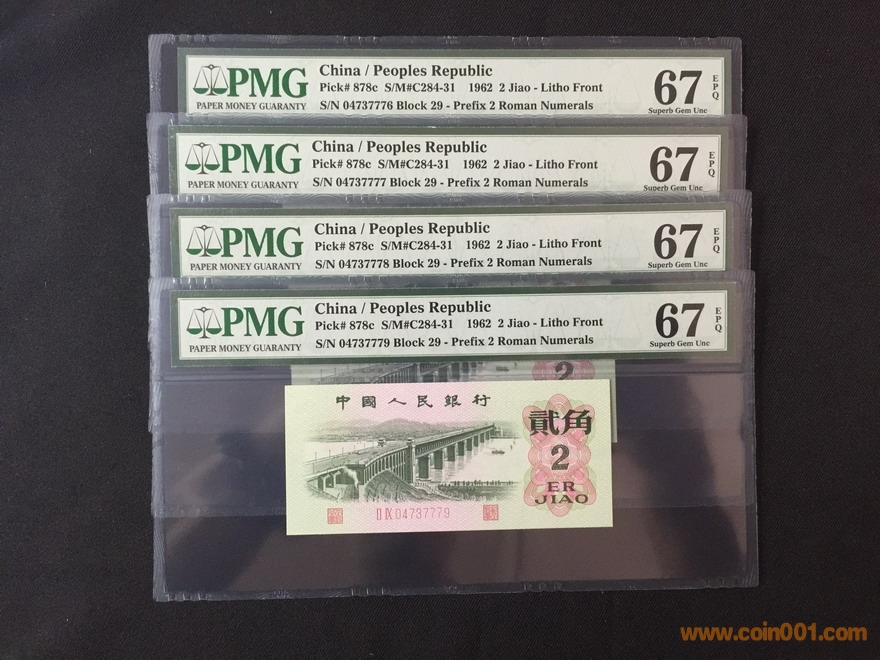 PMG
PAPER MONEY GUARANTY
China / Peoples Republic
Pick# 878c S/M#C284-31 1962 2 Jiao - Litho Front
S/N 04737776 Block 29 - Prefix 2 Roman Numerals
67 EPQ
Superb Gem Unc
PMG
PAPER MONEY GUARANTY
China / Peoples Republic
Pick# 878c S/M#C284-31 1962 2 Jiao - Litho Front
S/N 04737777 Block 29 - Prefix 2 Roman Numerals
67 EPQ
Superb Gem Unc
PMG
PAPER MONEY GUARANTY
China / Peoples Republic
Pick# 878c S/M#C284-31 1962 2 Jiao - Litho Front
S/N 04737778 Block 29 - Prefix 2 Roman Numerals
67 EPQ
Superb Gem Unc
PMG
PAPER MONEY GUARANTY
China / Peoples Republic
Pick# 878c S/M#C284-31 1962 2 Jiao - Litho Front
S/N 04737779 Block 29 - Prefix 2 Roman Numerals
67 EPQ
Superb Gem Unc
2
中國人民銀行
貳角
2
ER
JIAO
II IX 04737779
www.coin001.com